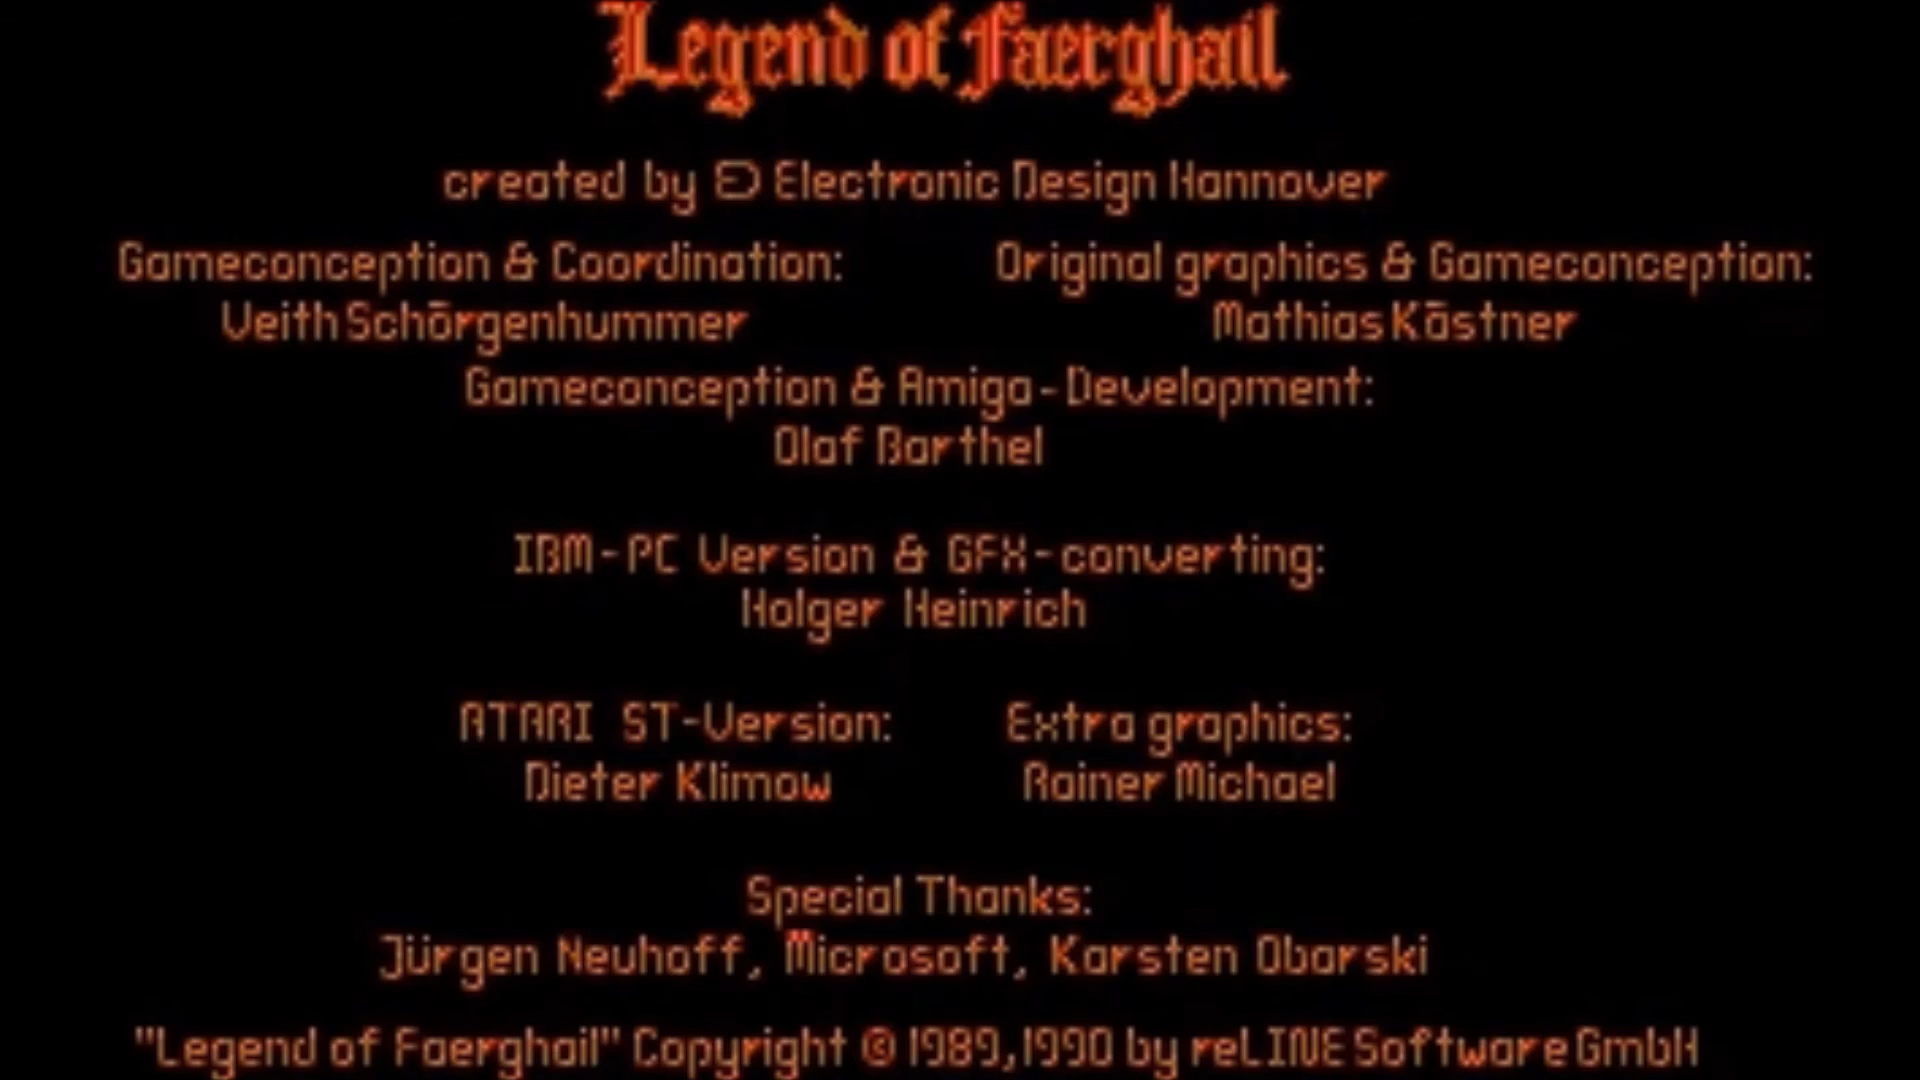 Legend of Faerghail
created by ED Electronic Design Hannover
Gameconception & Coordination:
Veith Schörgenhummer
Original graphics & Gameconception:
Mathias Kästner
Gameconception & Amiga-Development:
Olaf Barthel
IBM-PC Version & GFX-converting:
Holger Heinrich
ATARI ST-Version:
Dieter Klimow
Extra graphics:
Rainer Michael
Special Thanks:
Jürgen Neuhoff, Microsoft, Karsten Obarski
"Legend of Faerghail" Copyright © 1989,1990 by reLINE Software GmbH